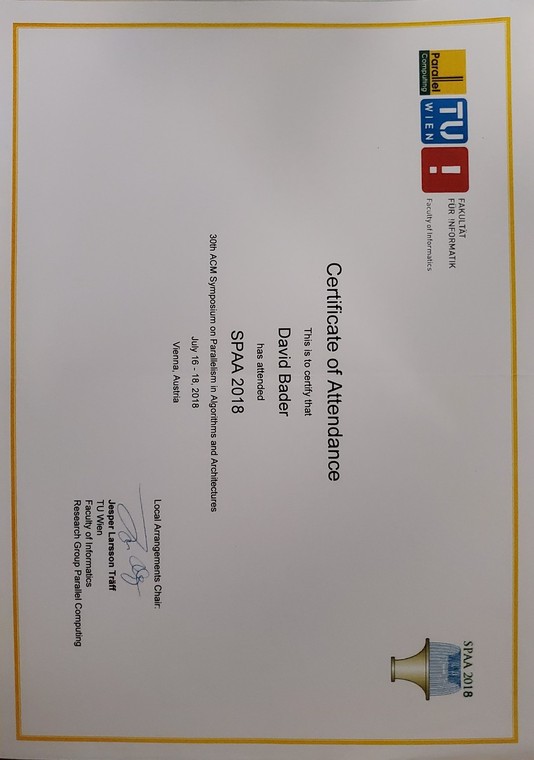 Parallel
Computing
TU
WIEN
!
FAKULTÄT
FÜR !NFORMATIK
Faculty of Informatics
SPAA 2018
Certificate of Attendance
This is to certify that
David Bader
has attended
SPAA 2018
30th ACM Symposium on Parallelism in Algorithms and Architectures
July 16 - 18, 2018
Vienna, Austria
Local Arrangements Chair:
Jesper Larsson Träff
TU Wien
Faculty of Informatics
Research Group Parallel Computing